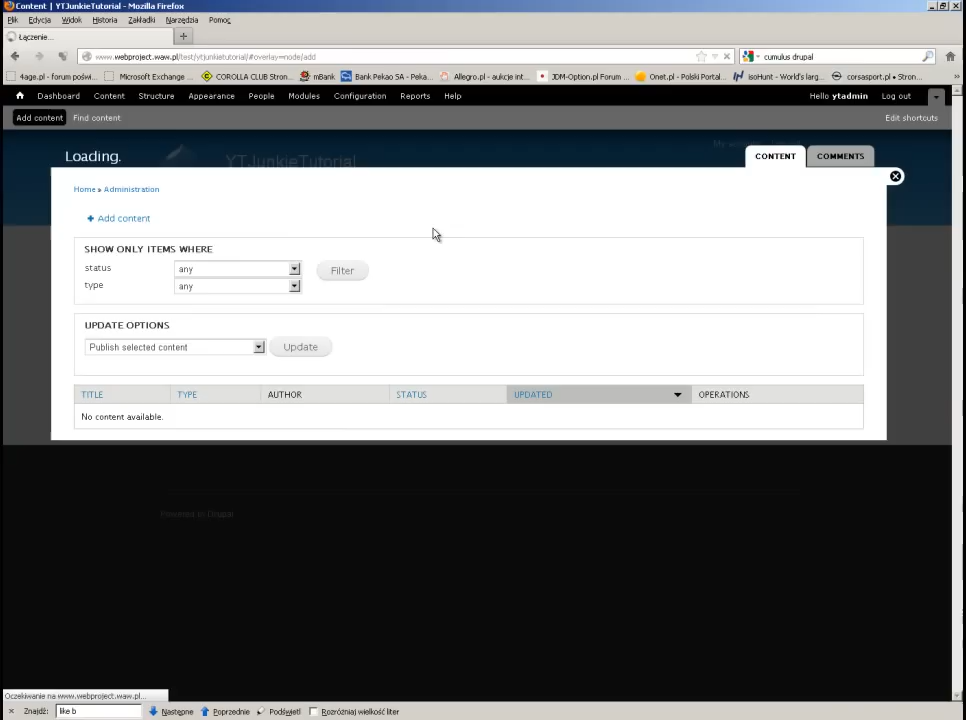 Content | YTJunkieTutorial - Mozilla Firefox
Plik Edycja Widok Historia Zakładki Narzędzia Pomoc
Łączenie...
www.webproject.waw.pl/test/ytjunkietutorial/#overlay=node/add
cumulus drupal
4age.pl - forum poświ... Microsoft Exchange ... COROLLA CLUB Stron... mBank Bank Pekao SA - Peka... Allegro.pl - aukcje int... JDM-Option.pl Forum ... Onet.pl - Polski Portal... isoHunt - World's larg... corsasport.pl • Stron...
Dashboard Content Structure Appearance People Modules Configuration Reports Help Hello ytadmin Log out
Add content Find content Edit shortcuts
Loading.
YTJunkieTutorial
CONTENT COMMENTS
Home » Administration
Add content
SHOW ONLY ITEMS WHERE
status any Filter
type any
UPDATE OPTIONS
Publish selected content Update
TITLE TYPE AUTHOR STATUS UPDATED OPERATIONS
No content available.
Powered by Drupal
Oczekiwanie na www.webproject.waw.pl...
Znajdź: like b Następne Poprzednie Podświetl Rozróżniaj wielkość liter